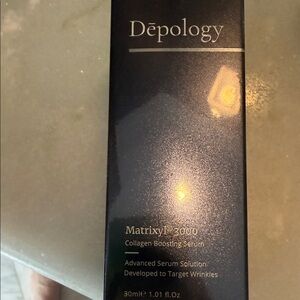 Dēpology
Matrixyl® 3000
Collagen Boosting Serum
Advanced Serum Solution
Developed to Target Wrinkles
30ml e 1.01 fl.Oz